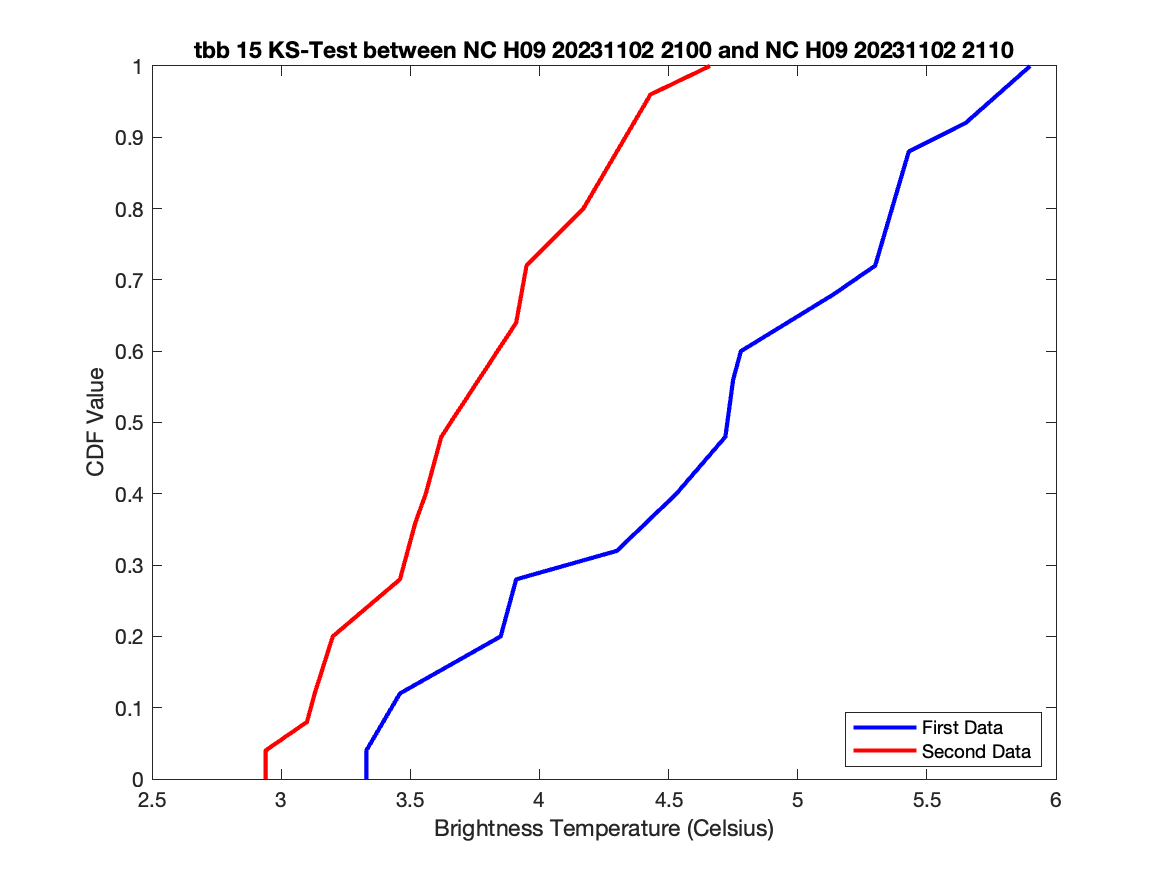 tbb 15 KS-Test between NC H09 20231102 2100 and NC H09 20231102 2110
1
0.9
0.8
0.7
0.6
0.5
0.4
0.3
0.2
0.1
0
CDF Value
First Data
Second Data
2.5 3 3.5 4 4.5 5 5.5 6
Brightness Temperature (Celsius)